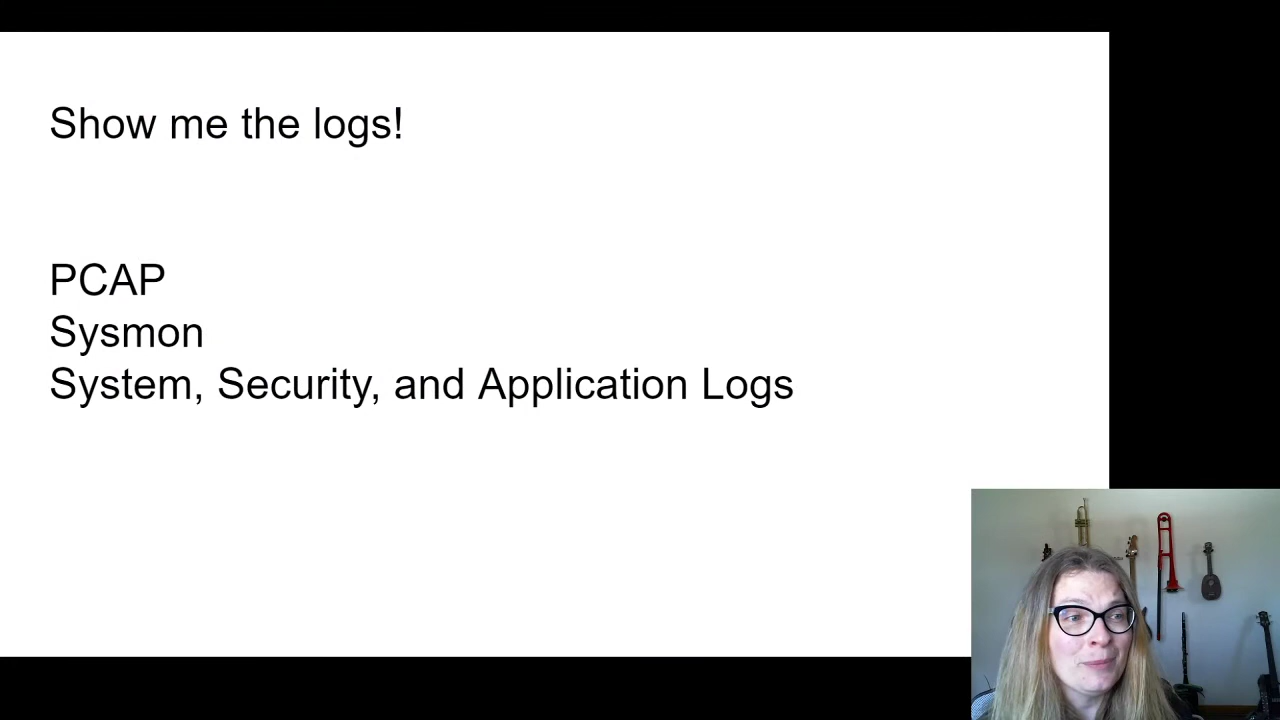 Show me the logs!
PCAP
Sysmon
System, Security, and Application Logs